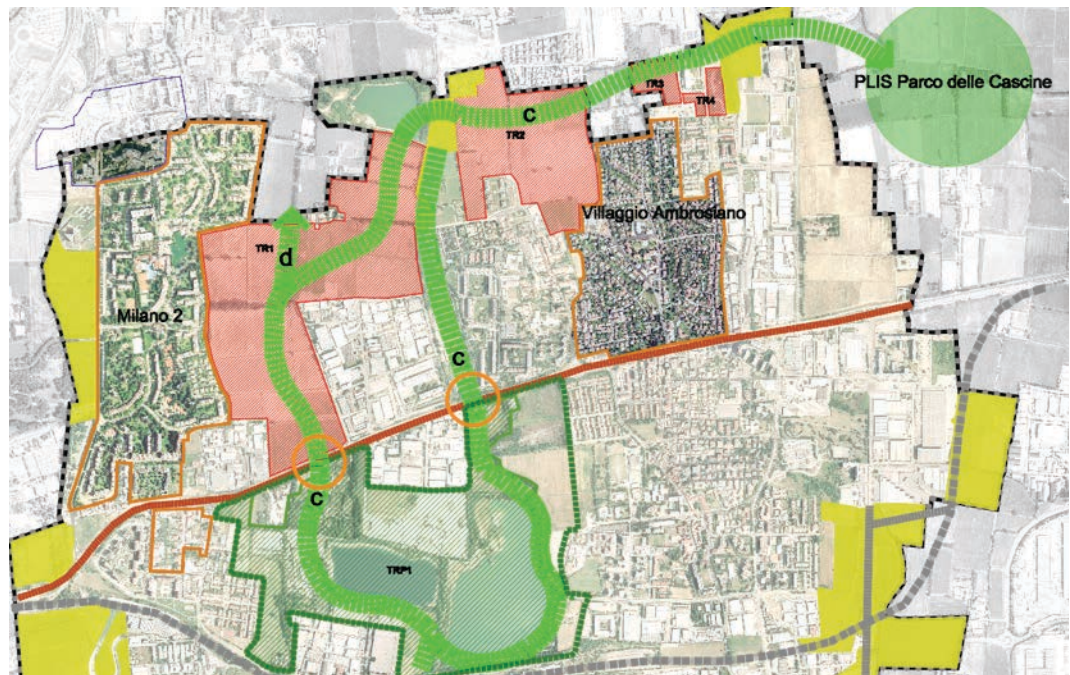 PLIS Parco delle Cascine
TR3
TR4
C
TR2
Villaggio Ambrosiano
TR1
d
Milano 2
C
C
TRP1